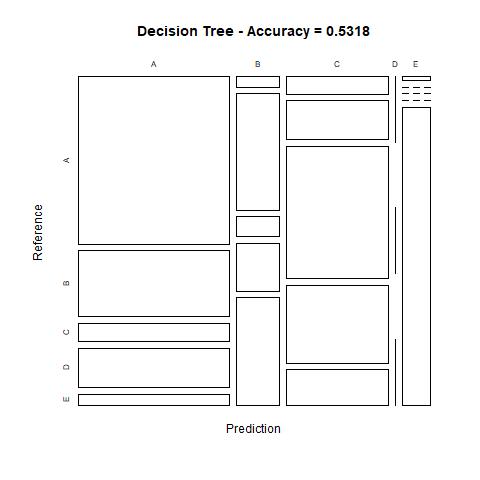 Decision Tree - Accuracy = 0.5318
A B C D E
A
B
C
D
E
Reference
Prediction